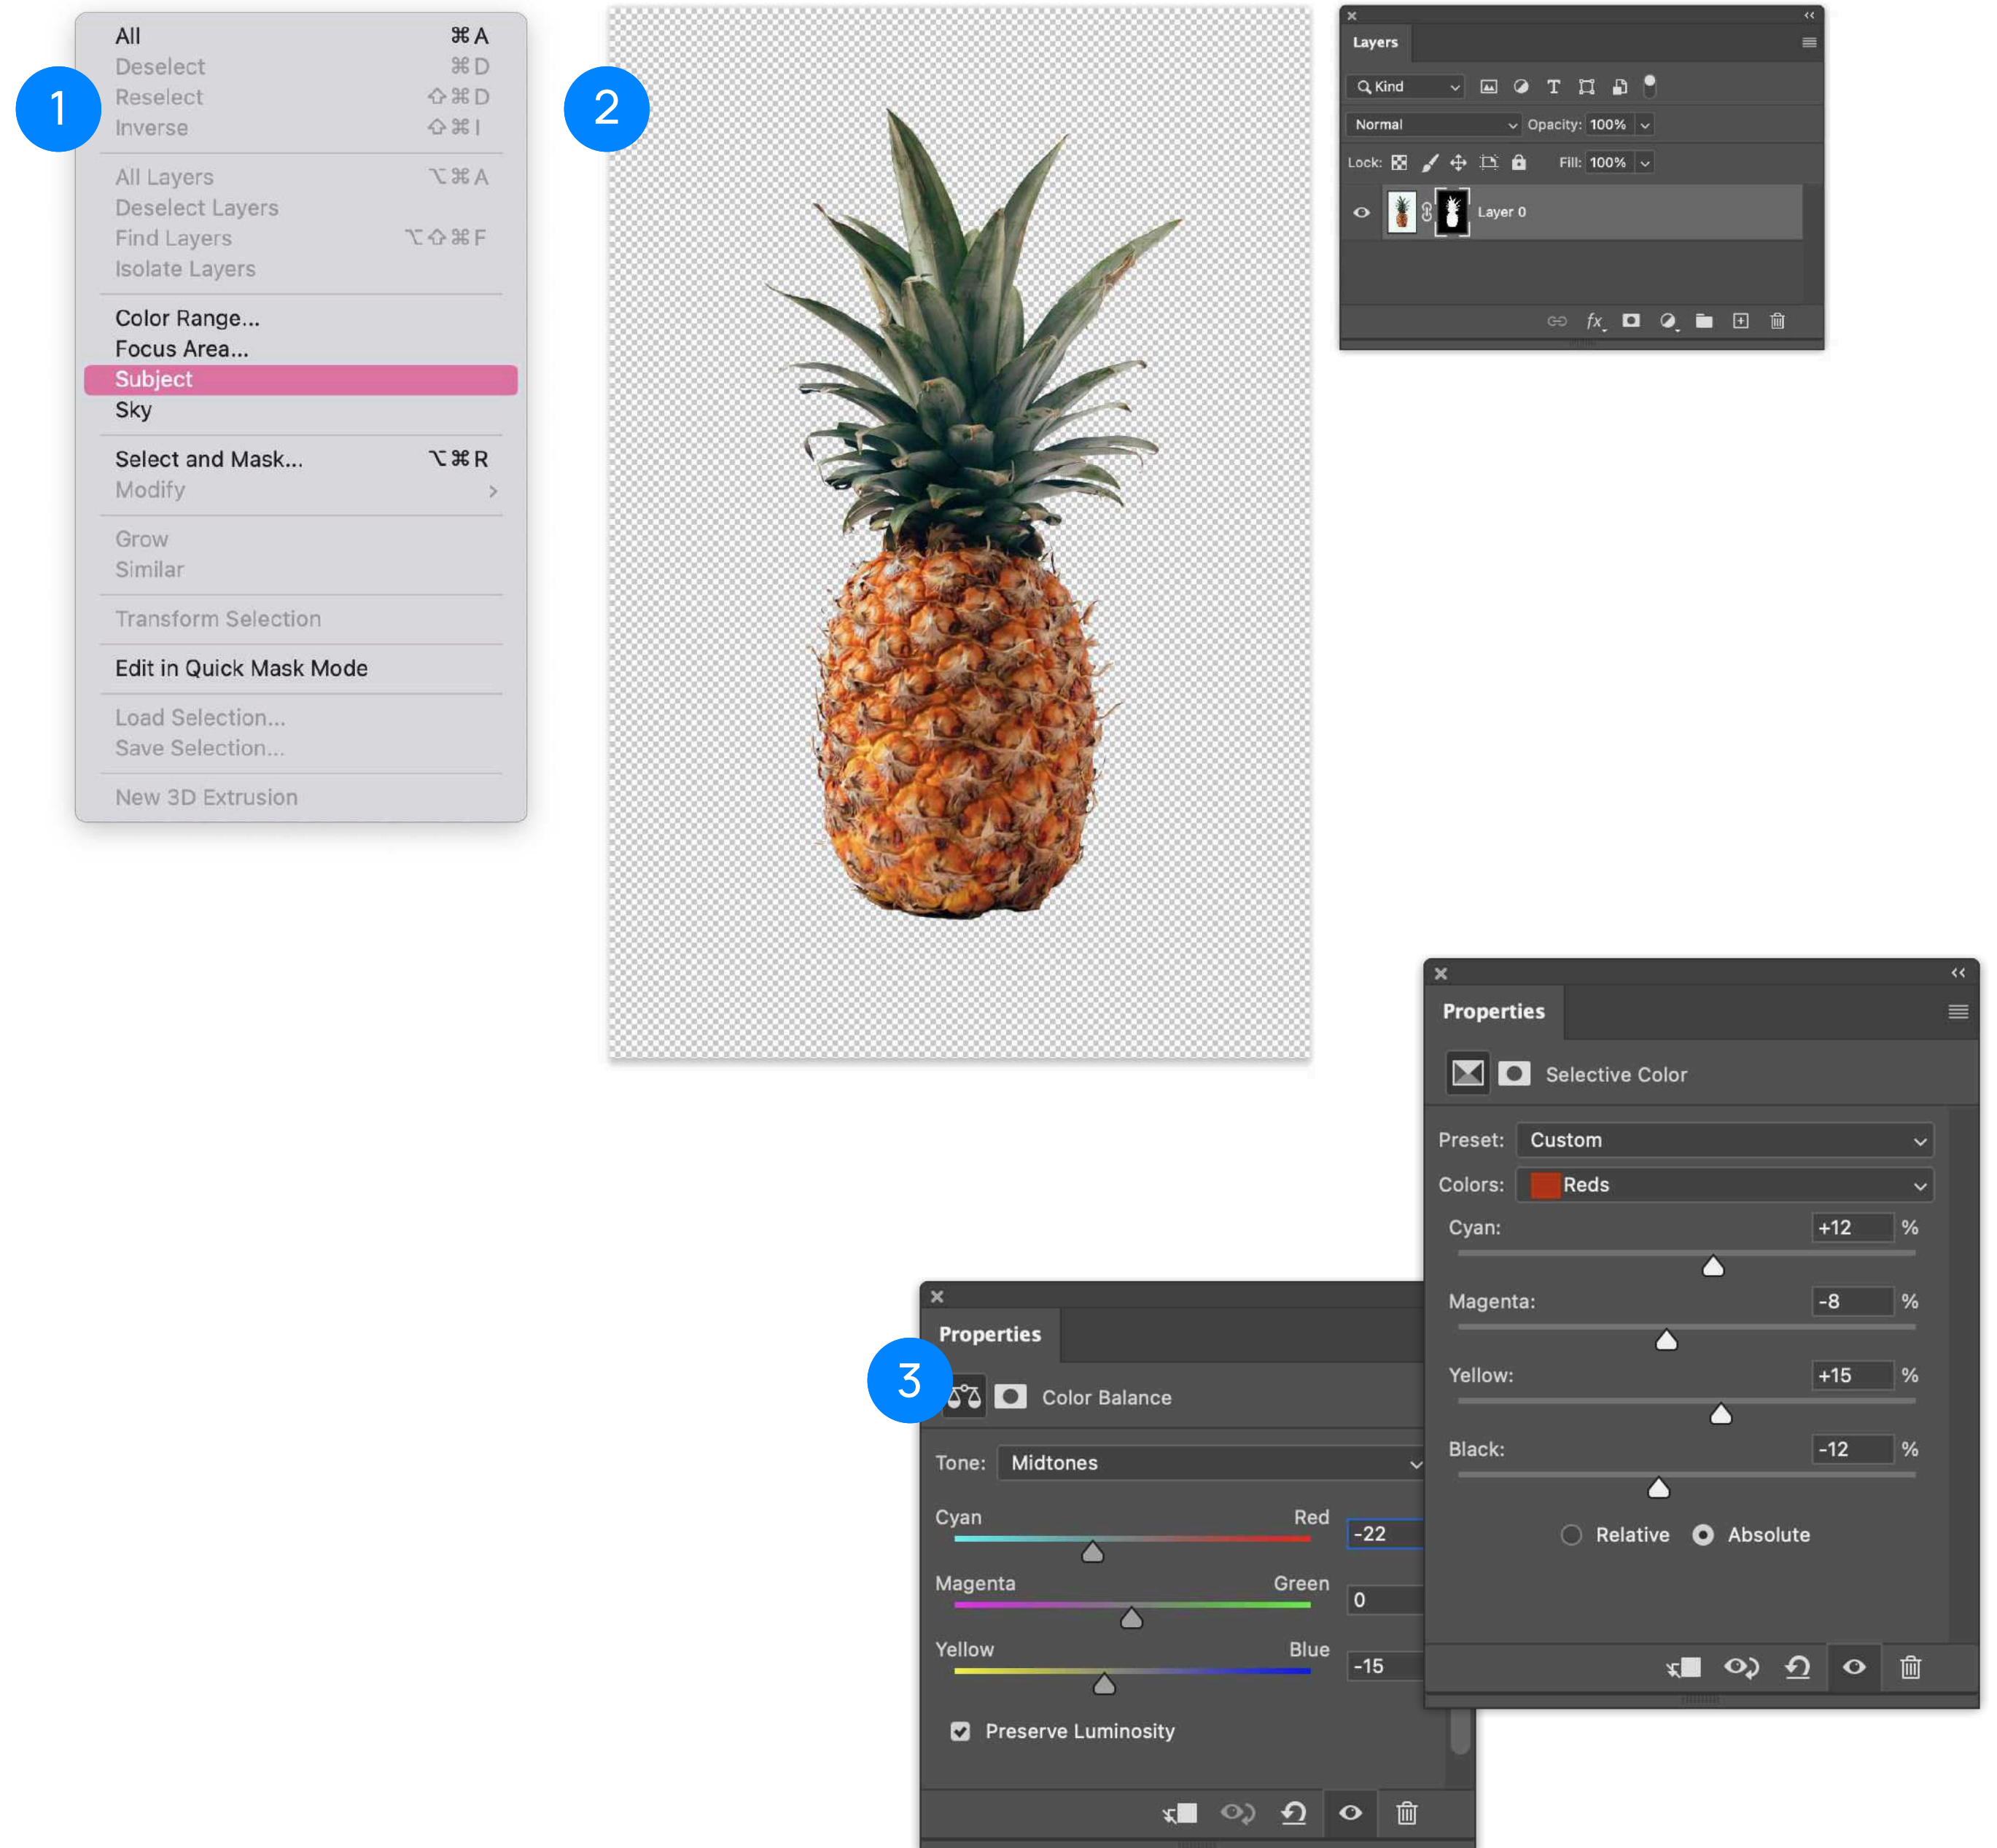 1
All ⌘A
Deselect ⌘D
Reselect ⇧⌘D
Inverse ⇧⌘I
All Layers ⌥⌘A
Deselect Layers
Find Layers ⌥⇧⌘F
Isolate Layers
Color Range...
Focus Area...
Subject
Sky
Select and Mask... ⌥⌘R
Modify >
Grow
Similar
Transform Selection
Edit in Quick Mask Mode
Load Selection...
Save Selection...
New 3D Extrusion
2
Layers
Kind
Normal Opacity: 100%
Lock: Fill: 100%
Layer 0
fx
3
Properties
Color Balance
Tone: Midtones
Cyan Red -22
Magenta Green 0
Yellow Blue -15
Preserve Luminosity
Properties
Selective Color
Preset: Custom
Colors: Reds
Cyan: +12 %
Magenta: -8 %
Yellow: +15 %
Black: -12 %
Relative Absolute